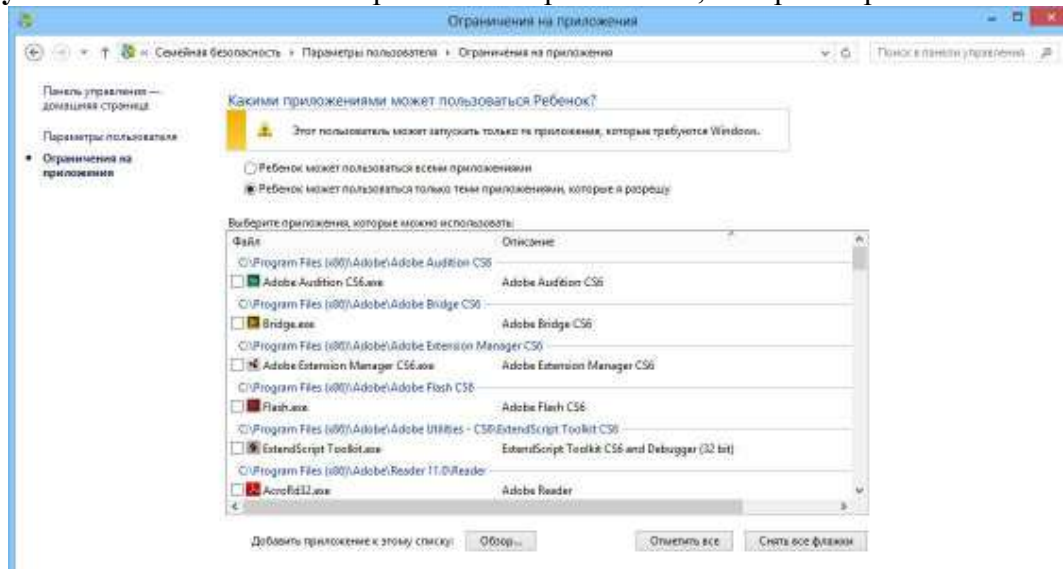 Ограничения на приложения
« Семейная безопасность › Параметры пользователя › Ограничения на приложения
Поиск в панели управления
Панель управления —
домашняя страница
Параметры пользователя
• Ограничения на
приложения
Какими приложениями может пользоваться Ребенок?
Этот пользователь может запускать только те приложения, которые требуются Windows.
Ребенок может пользоваться всеми приложениями
Ребенок может пользоваться только теми приложениями, которые я разрешу
Выберите приложения, которые можно использовать:
Файл Описание
C:\Program Files (x86)\Adobe\Adobe Audition CS6
Adobe Audition CS6.exe Adobe Audition CS6
C:\Program Files (x86)\Adobe\Adobe Bridge CS6
Bridge.exe Adobe Bridge CS6
C:\Program Files (x86)\Adobe\Adobe Extension Manager CS6
Adobe Extension Manager CS6.exe Adobe Extension Manager CS6
C:\Program Files (x86)\Adobe\Adobe Flash CS6
Flash.exe Adobe Flash CS6
C:\Program Files (x86)\Adobe\Adobe Utilities - CS6\ExtendScript Toolkit CS6
ExtendScript Toolkit.exe ExtendScript Toolkit CS6 and Debugger (32 bit)
C:\Program Files (x86)\Adobe\Reader 11.0\Reader
AcroRd32.exe Adobe Reader
Добавить приложение к этому списку: Обзор... Отметить все Снять все флажки